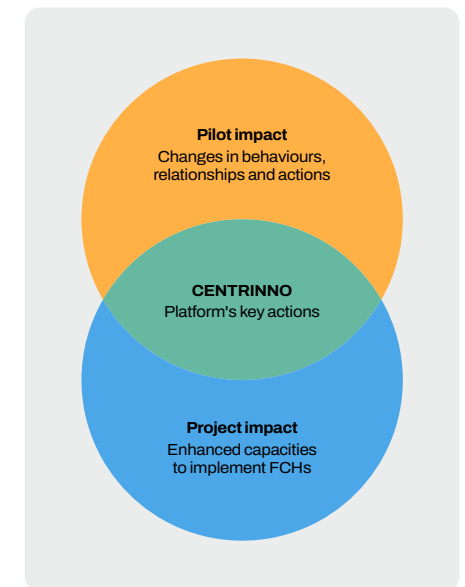 Pilot impact
Changes in behaviours,
relationships and actions
CENTRINNO
Platform's key actions
Project impact
Enhanced capacities
to implement FCHs